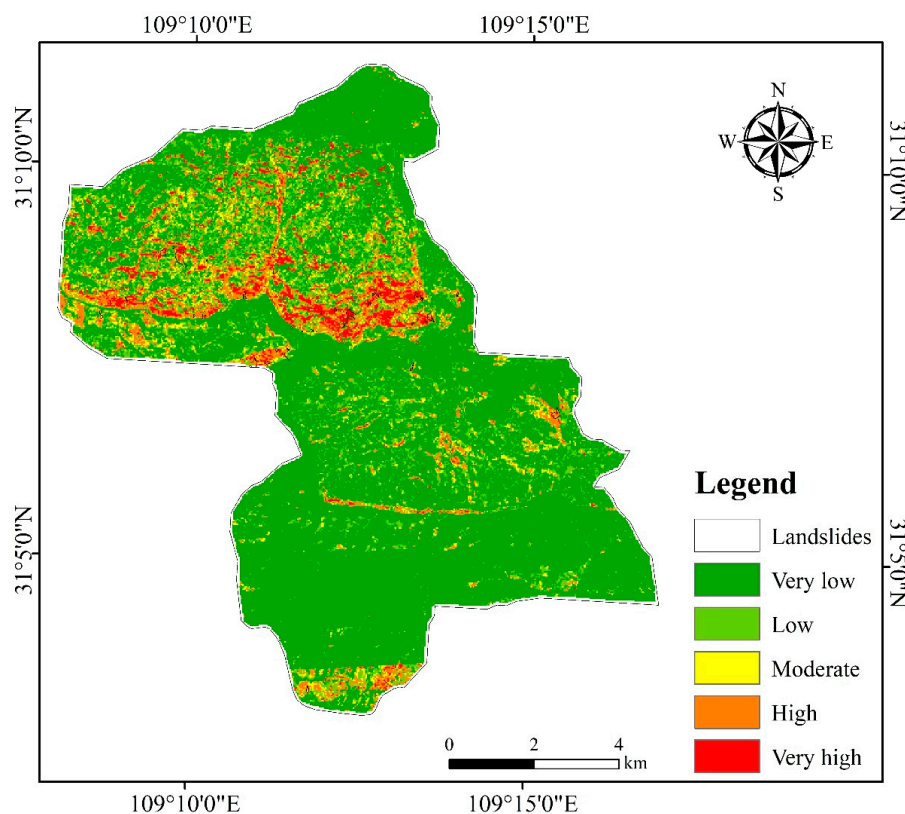 109°10'0"E 109°15'0"E
N
W E
S
31°10'0"N 31°10'0"N
Legend
Landslides
Very low
31°5'0"N 31°5'0"N
Low
Moderate
High
0 2 4
km
Very high
109°10'0"E 109°15'0"E